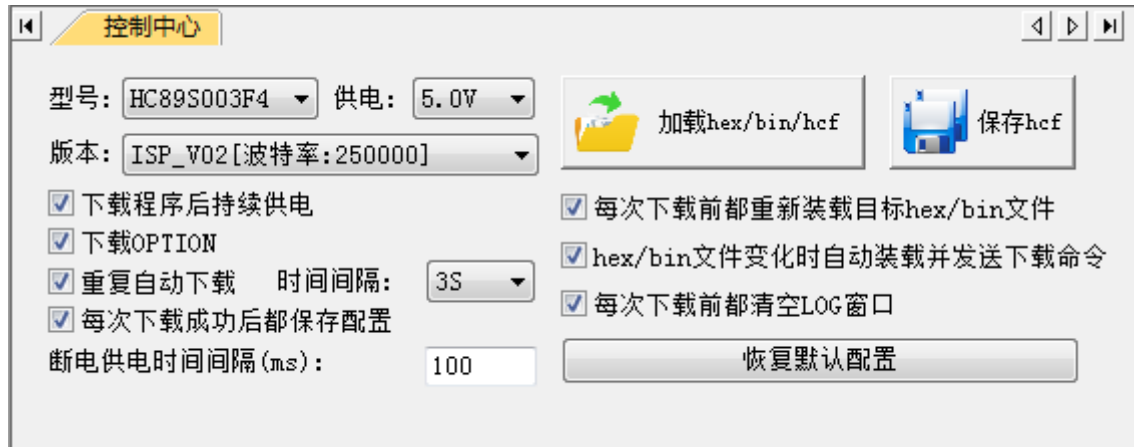 控制中心
型号: HC89S003F4 供电: 5.0V
加载hex/bin/hcf
保存hcf
版本: ISP_V02[波特率:250000]
下载程序后持续供电
下载OPTION
重复自动下载 时间间隔: 3S
每次下载成功后都保存配置
断电供电时间间隔(ms): 100
每次下载前都重新装载目标hex/bin文件
hex/bin文件变化时自动装载并发送下载命令
每次下载前都清空LOG窗口
恢复默认配置